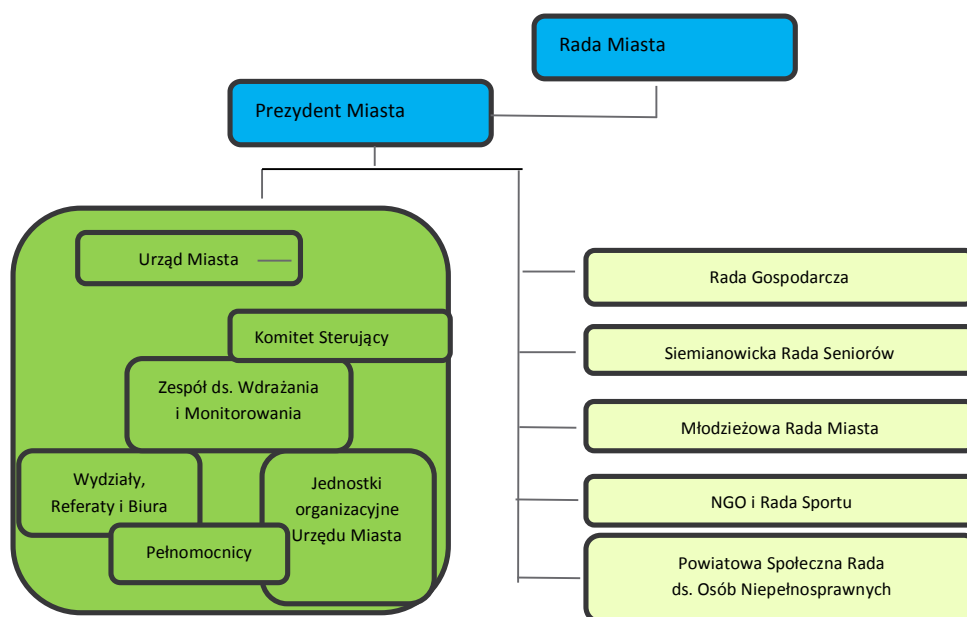 Rada Miasta
Prezydent Miasta
Urząd Miasta
Komitet Sterujący
Zespół ds. Wdrażania
i Monitorowania
Wydziały,
Referaty i Biura
Jednostki
organizacyjne
Urzędu Miasta
Pełnomocnicy
Rada Gospodarcza
Siemianowicka Rada Seniorów
Młodzieżowa Rada Miasta
NGO i Rada Sportu
Powiatowa Społeczna Rada
ds. Osób Niepełnosprawnych